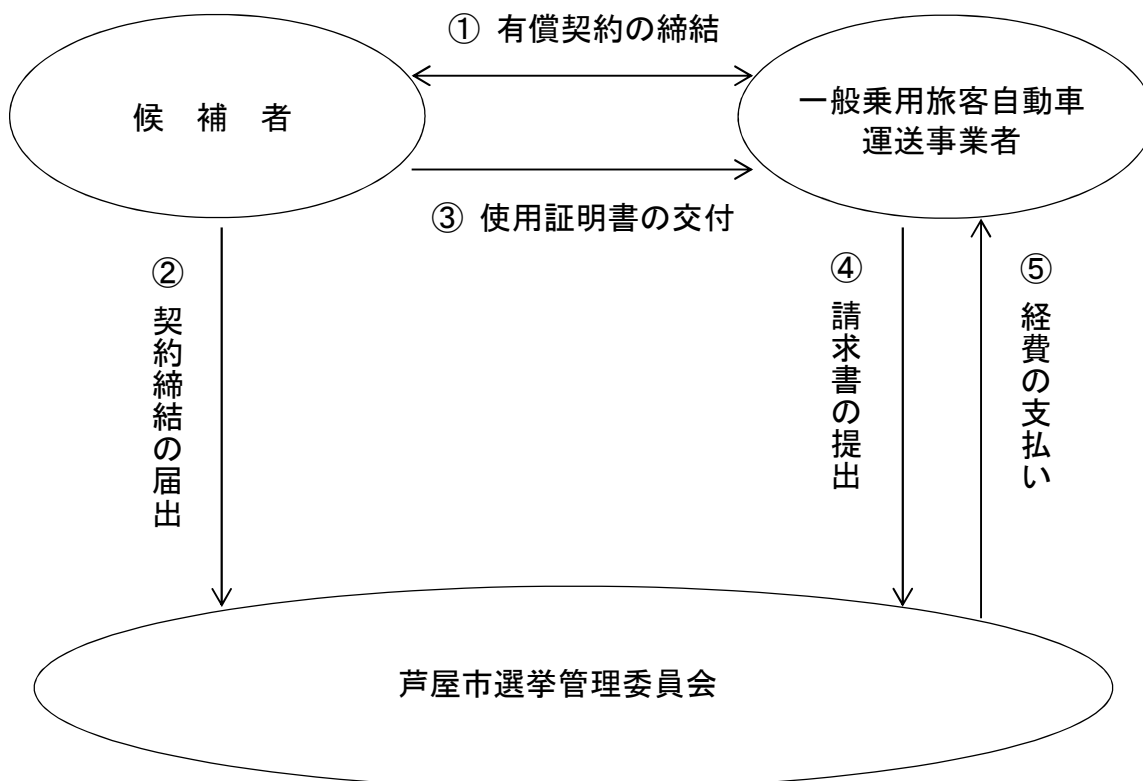 ① 有償契約の締結
候　補　者
一般乗用旅客自動車
運送事業者
③ 使用証明書の交付
② 契約締結の届出
④ 請求書の提出
⑤ 経費の支払い
芦屋市選挙管理委員会